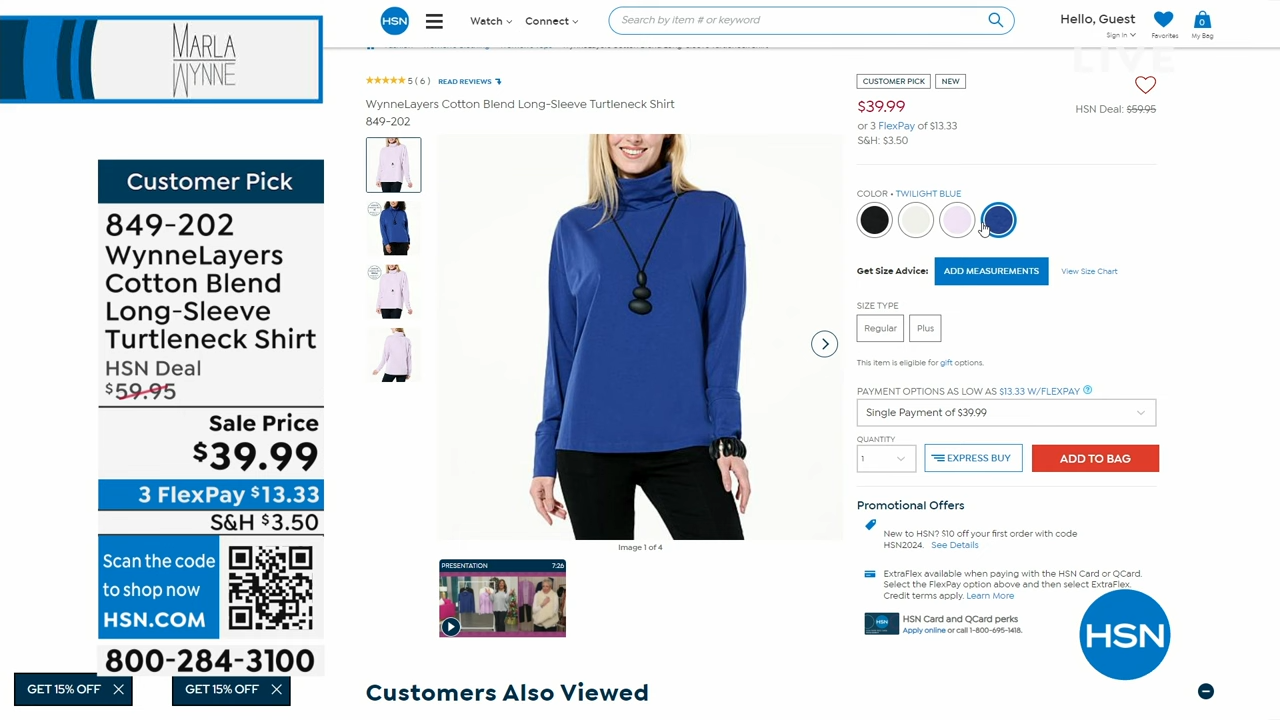 MARLA
WYNNE
Customer Pick
849-202
WynneLayers
Cotton Blend
Long-Sleeve
Turtleneck Shirt
HSN Deal
$59.95
Sale Price
$39.99
3 FlexPay $13.33
S&H $3.50
Scan the code
to shop now
HSN.COM
800-284-3100
GET 15% OFF
GET 15% OFF
HSN
Watch
Connect
Search by item # or keyword
Hello, Guest
Sign In
Favorites
0
My Bag
LIVE
5 ( 6 )
READ REVIEWS
WynneLayers Cotton Blend Long-Sleeve Turtleneck Shirt
849-202
Image 1 of 4
PRESENTATION
7:26
CUSTOMER PICK
NEW
$39.99
HSN Deal: $59.95
or 3 FlexPay of $13.33
S&H: $3.50
COLOR • TWILIGHT BLUE
Get Size Advice:
ADD MEASUREMENTS
View Size Chart
SIZE TYPE
Regular
Plus
This item is eligible for gift options.
PAYMENT OPTIONS AS LOW AS $13.33 W/FLEXPAY
Single Payment of $39.99
QUANTITY
1
EXPRESS BUY
ADD TO BAG
Promotional Offers
New to HSN? $10 off your first order with code
HSN2024. See Details
ExtraFlex available when paying with the HSN Card or QCard.
Select the FlexPay option above and then select ExtraFlex.
Credit terms apply. Learn More
HSN Card and QCard perks
Apply online or call 1-800-695-1418.
HSN
Customers Also Viewed